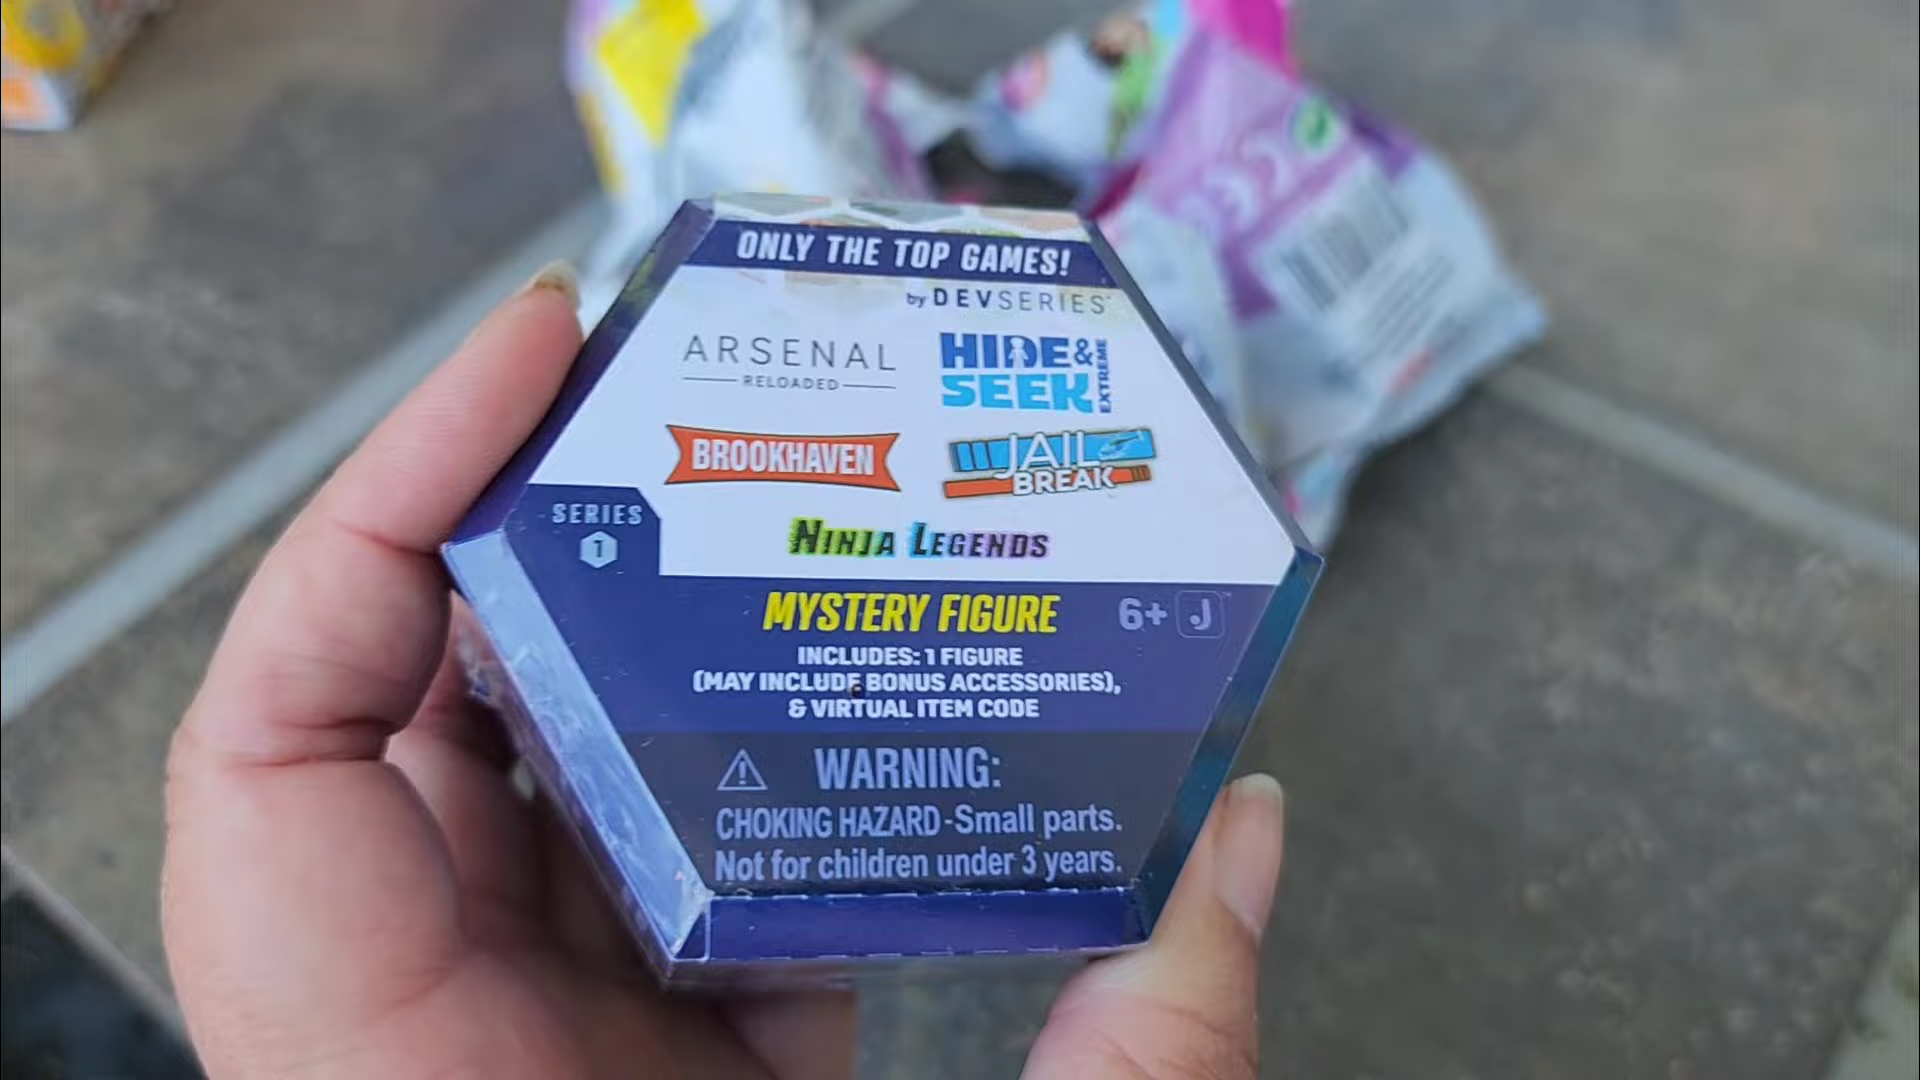 ONLY THE TOP GAMES!
by DEVSERIES
ARSENAL
RELOADED
HIDE & SEEK EXTREME
BROOKHAVEN
JAIL BREAK
NINJA LEGENDS
SERIES
1
MYSTERY FIGURE
6+ J
INCLUDES: 1 FIGURE
(MAY INCLUDE BONUS ACCESSORIES),
& VIRTUAL ITEM CODE
WARNING:
CHOKING HAZARD-Small parts.
Not for children under 3 years.